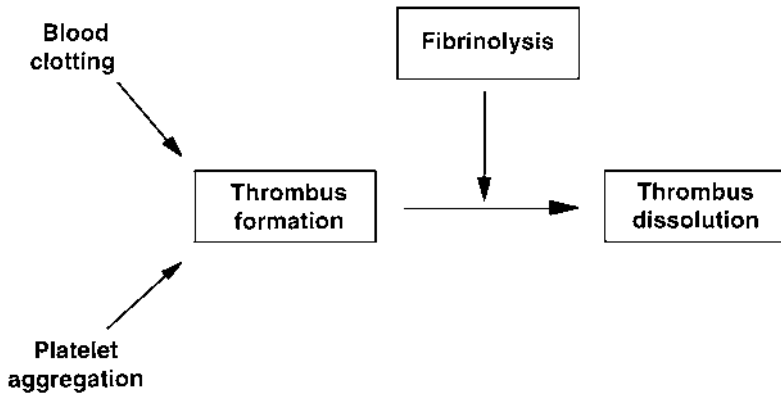 Blood
clotting
Fibrinolysis
Thrombus
formation
Thrombus
dissolution
Platelet
aggregation